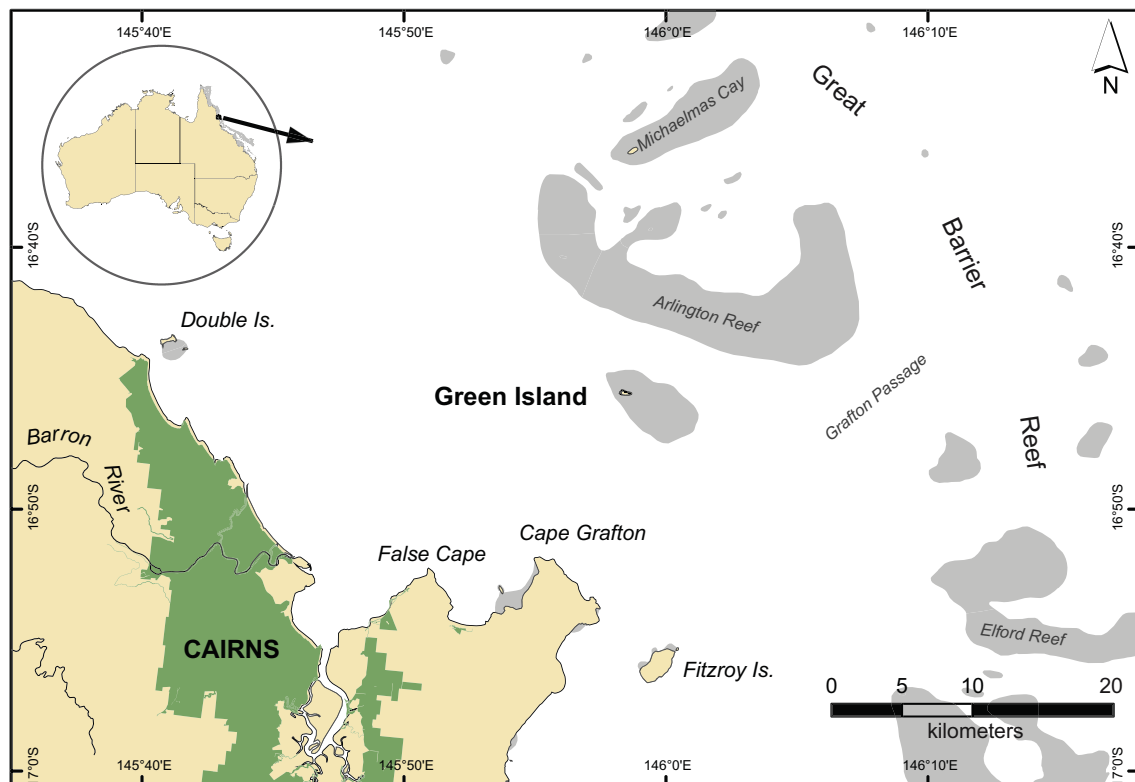 145°40'E
145°50'E
146°0'E
146°10'E
N
Great
Michaelmas Cay
16°40'S
16°40'S
Barrier
Arlington Reef
Double Is.
Grafton Passage
Green Island
Reef
Barron
River
16°50'S
16°50'S
Cape Grafton
False Cape
Elford Reef
CAIRNS
Fitzroy Is.
0 5 10 20
kilometers
17°0'S
17°0'S
145°40'E
145°50'E
146°0'E
146°10'E